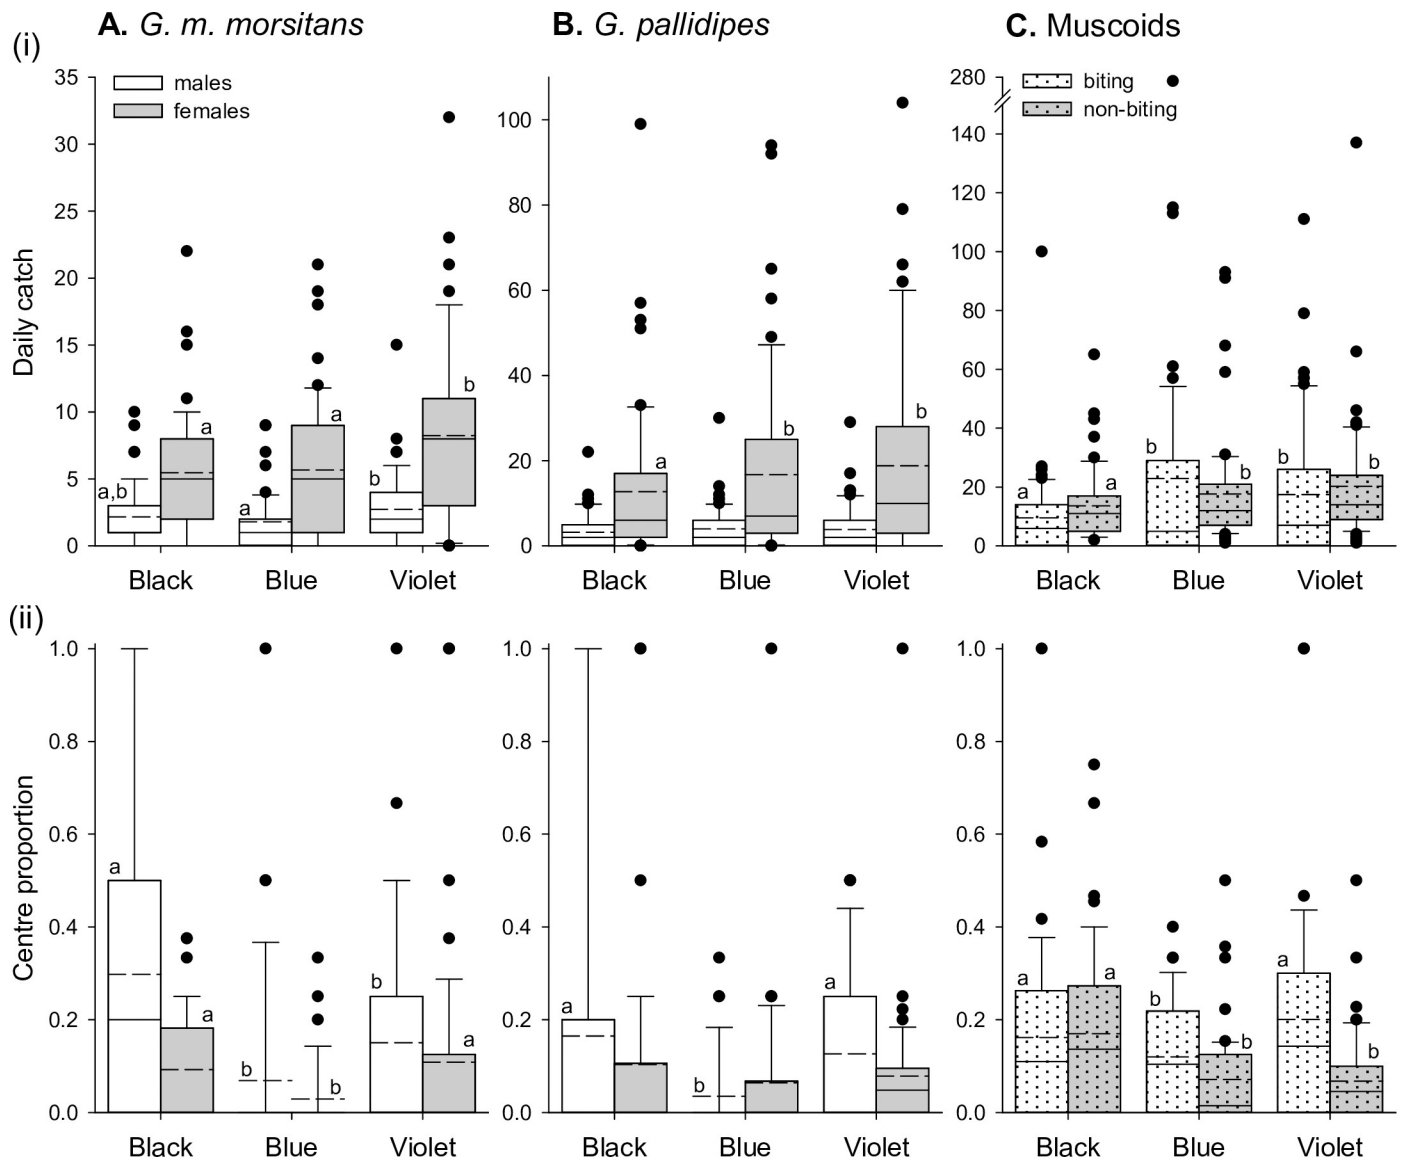 A. G. m. morsitans
B. G. pallidipes
C. Muscoids
(i)
Daily catch
35
30
25
20
15
10
5
0
males
females
a,b
a
a
a
b
b
Black
Blue
Violet
100
80
60
40
20
0
a
b
b
Black
Blue
Violet
280
140
120
100
80
60
40
20
0
biting
non-biting
a
a
b
b
b
b
Black
Blue
Violet
(ii)
Centre proportion
1.0
0.8
0.6
0.4
0.2
0.0
a
a
b
b
b
a
Black
Blue
Violet
1.0
0.8
0.6
0.4
0.2
0.0
a
b
a
Black
Blue
Violet
1.0
0.8
0.6
0.4
0.2
0.0
a
a
b
b
a
b
Black
Blue
Violet